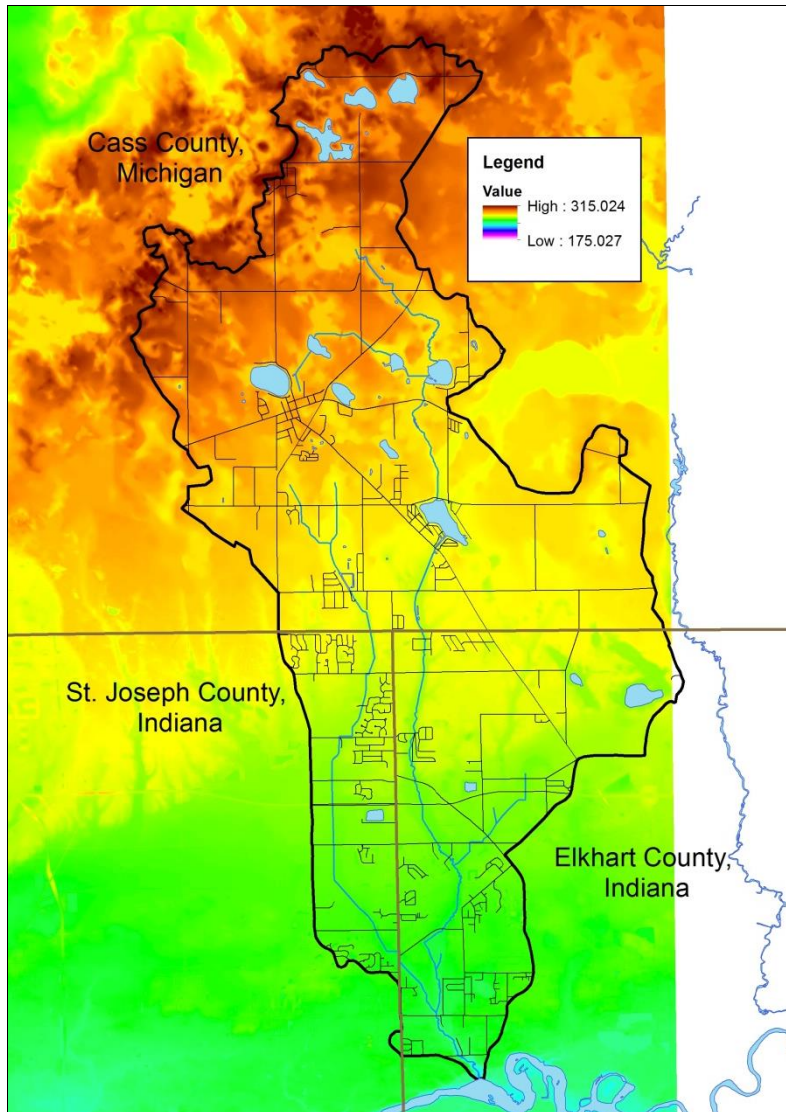 Cass County,
Michigan
Legend
Value
High : 315.024
Low : 175.027
St. Joseph County,
Indiana
Elkhart County,
Indiana